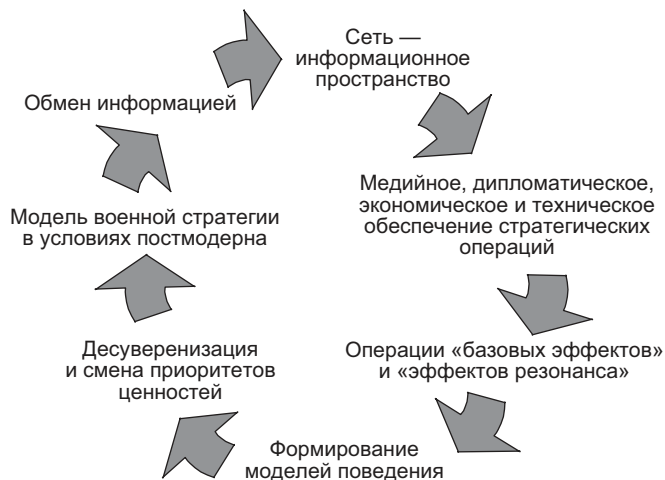 Сеть —
информационное
пространство
Медийное, дипломатическое,
экономическое и техническое
обеспечение стратегических
операций
Операции «базовых эффектов»
и «эффектов резонанса»
Формирование
моделей поведения
Десуверенизация
и смена приоритетов
ценностей
Модель военной стратегии
в условиях постмодерна
Обмен информацией